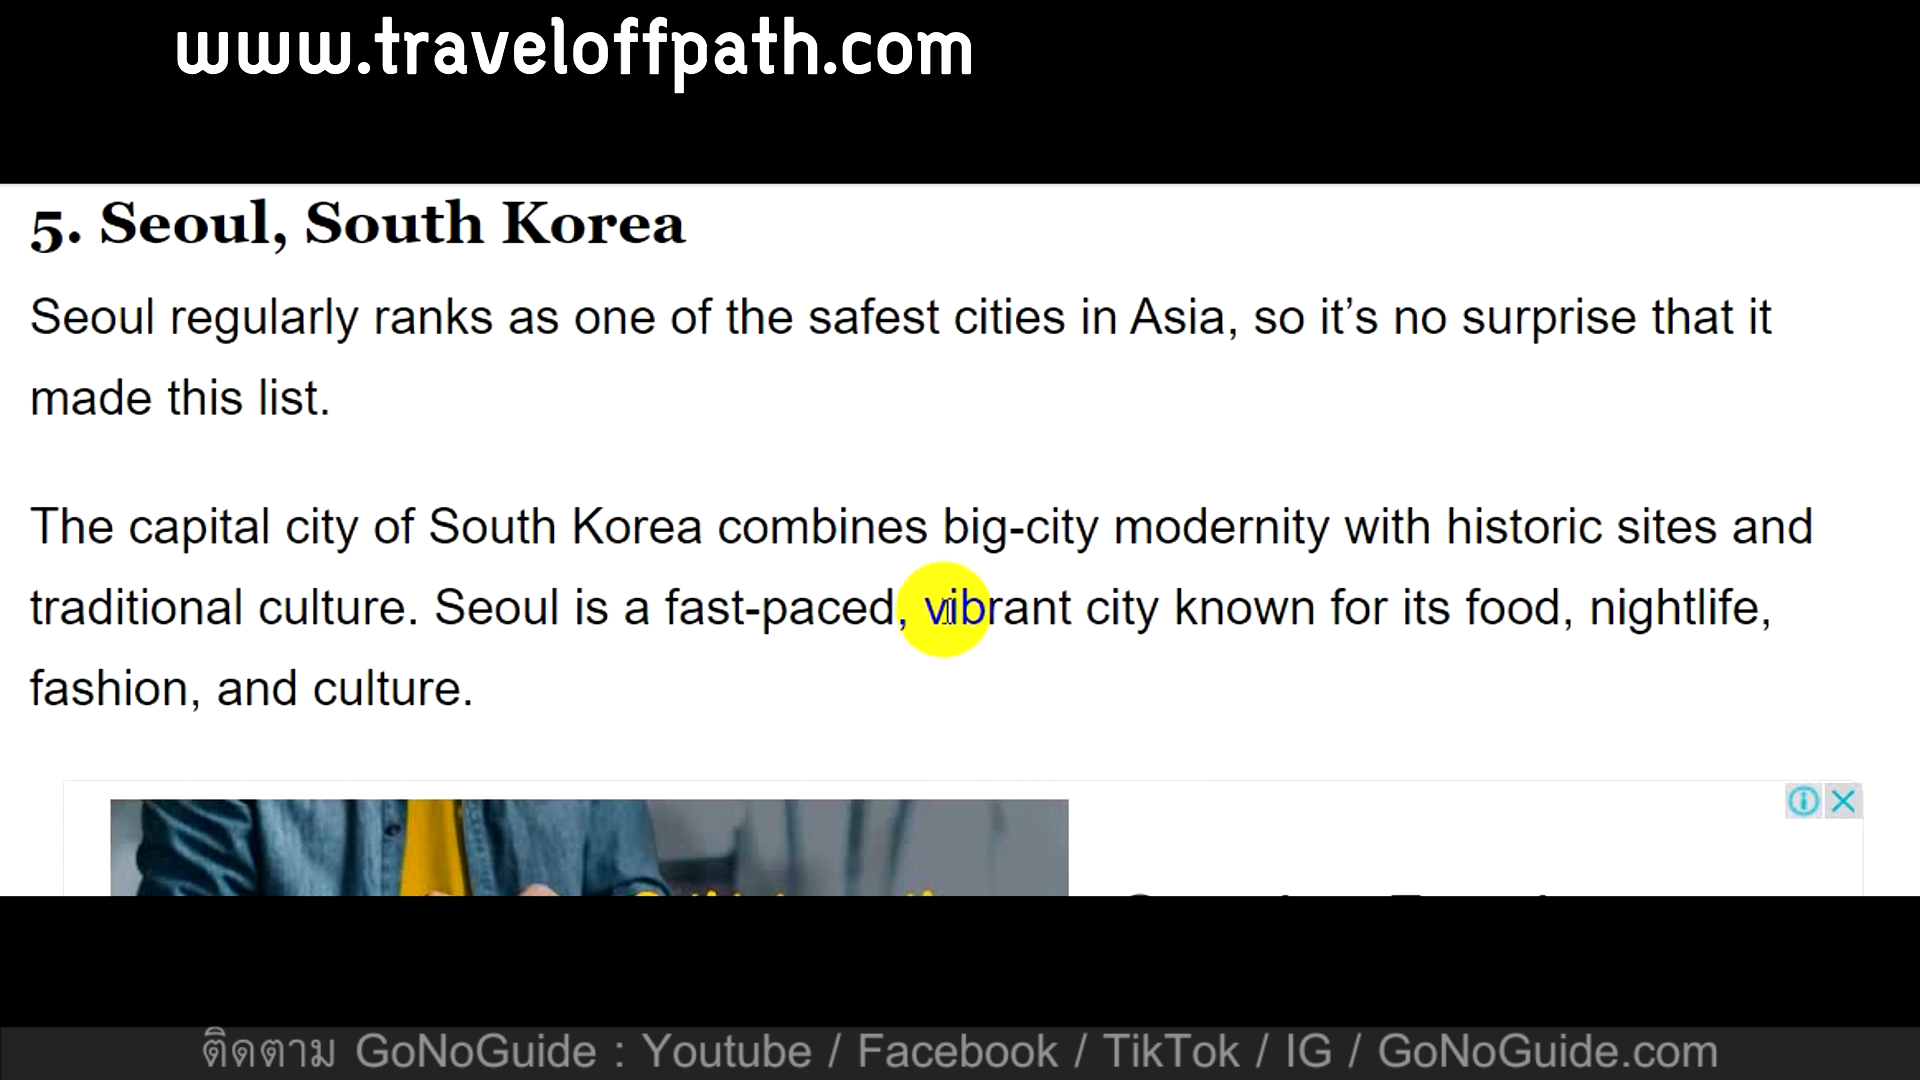 www.traveloffpath.com
5. Seoul, South Korea
Seoul regularly ranks as one of the safest cities in Asia, so it’s no surprise that it
made this list.
The capital city of South Korea combines big-city modernity with historic sites and
traditional culture. Seoul is a fast-paced, vibrant city known for its food, nightlife,
fashion, and culture.
ติดตาม GoNoGuide : Youtube / Facebook / TikTok / IG / GoNoGuide.com